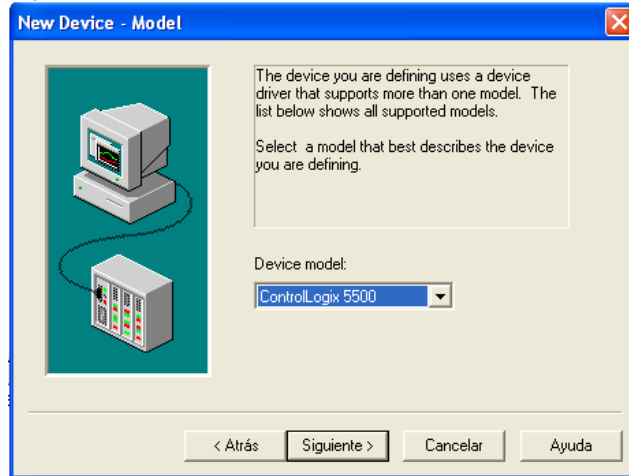 New Device - Model
The device you are defining uses a device
driver that supports more than one model. The
list below shows all supported models.
Select a model that best describes the device
you are defining.
Device model:
ControlLogix 5500
< Atrás Siguiente > Cancelar Ayuda